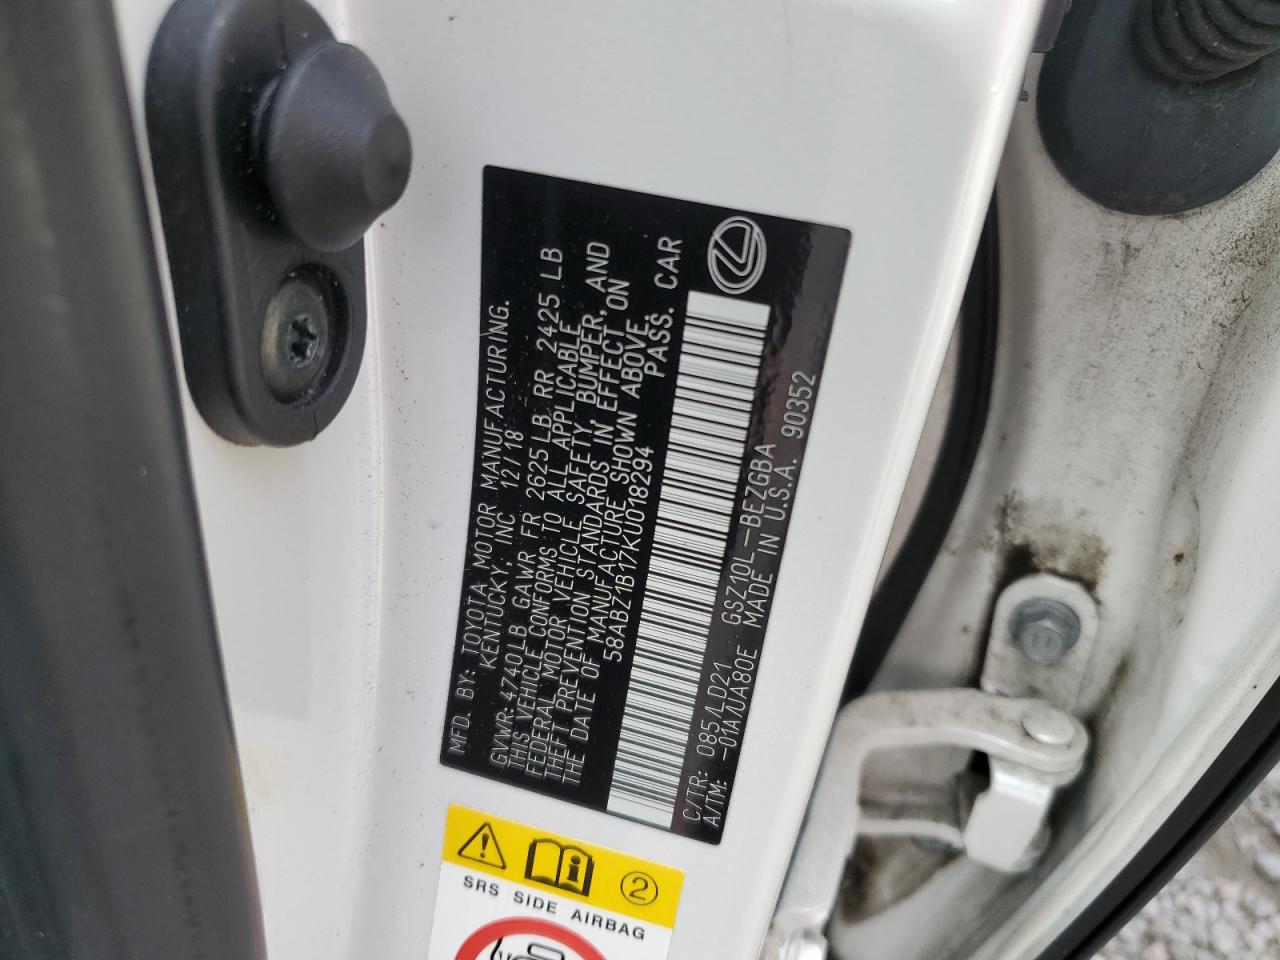 MFD. BY: TOYOTA MOTOR MANUFACTURING.
KENTUCKY, INC 12 / 18
GVWR: 4740 LB GAWR FR 2625 LB, RR 2425 LB
THIS VEHICLE CONFORMS TO ALL APPLICABLE
FEDERAL MOTOR VEHICLE SAFETY, BUMPER, AND
THEFT PREVENTION STANDARDS IN EFFECT ON
THE DATE OF MANUFACTURE SHOWN ABOVE.
58ABZ1B17KU018294 PASS. CAR
C/TR: 085 /LD21 GSZ10L-BEZGBA
A/TM: -01A/UA80E MADE IN U.S.A. 90352
2
SRS SIDE AIRBAG